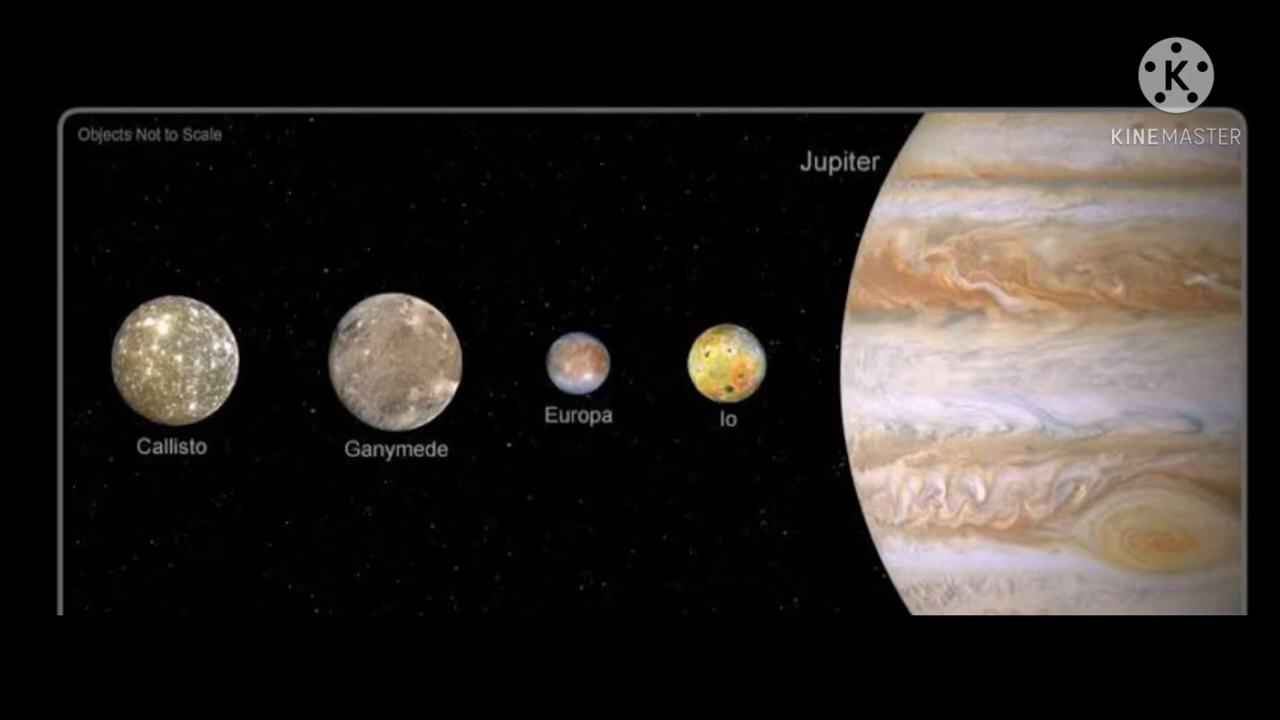 K
KINEMASTER
Objects Not to Scale
Jupiter
Europa
Io
Callisto
Ganymede